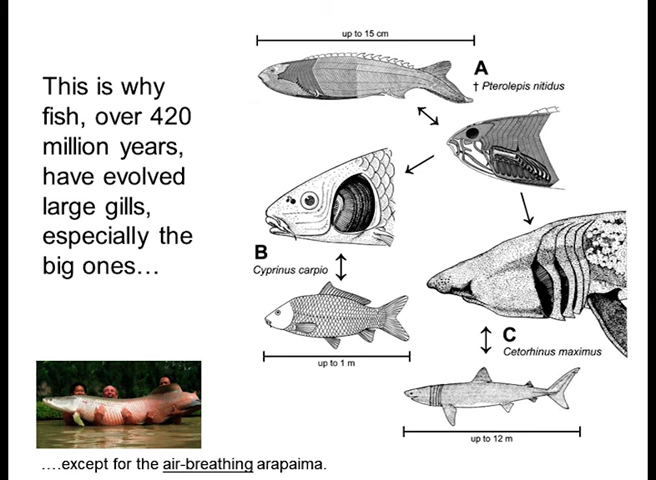 This is why
fish, over 420
million years,
have evolved
large gills,
especially the
big ones…
up to 15 cm
A
† Pterolepis nitidus
B
Cyprinus carpio
up to 1 m
C
Cetorhinus maximus
up to 12 m
….except for the air-breathing arapaima.